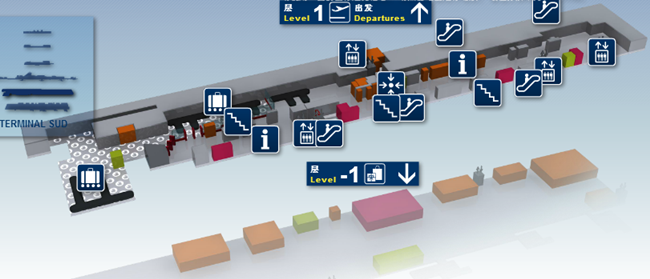 层 出发
Level 1 Departures
TERMINAL SUD
层
Level -1